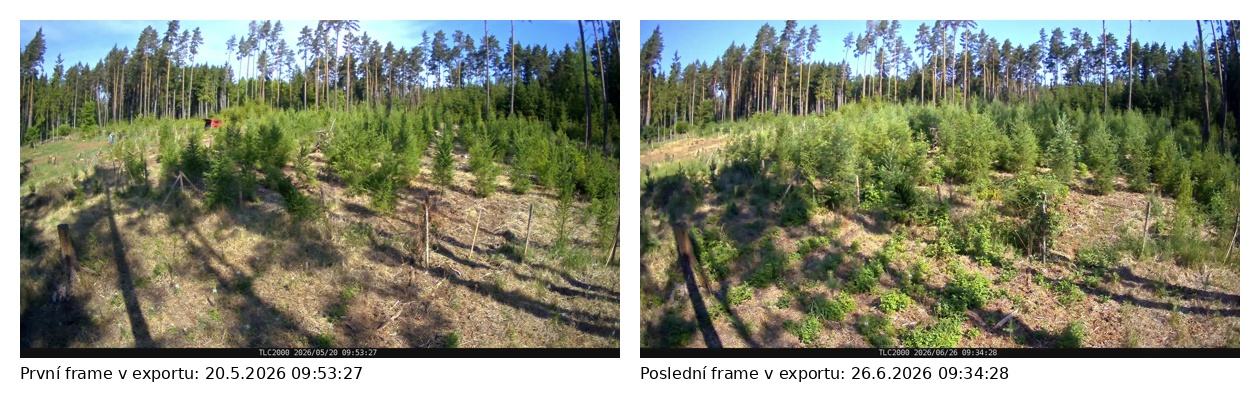 TLC2000 2026/05/20 09:53:27
TLC2000 2026/06/26 09:34:28
První frame v exportu: 20.5.2026 09:53:27
Poslední frame v exportu: 26.6.2026 09:34:28